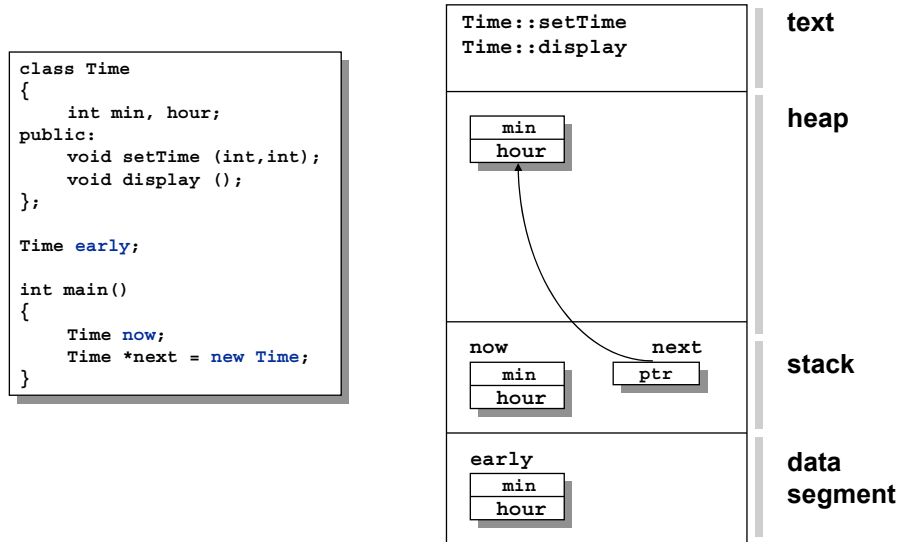 class Time
{
int min, hour;
public:
void setTime (int,int);
void display ();
};
Time early;
int main()
{
Time now;
Time *next = new Time;
}
Time::setTime
Time::display
text
min
hour
heap
now
next
min
hour
ptr
stack
early
min
hour
data
segment